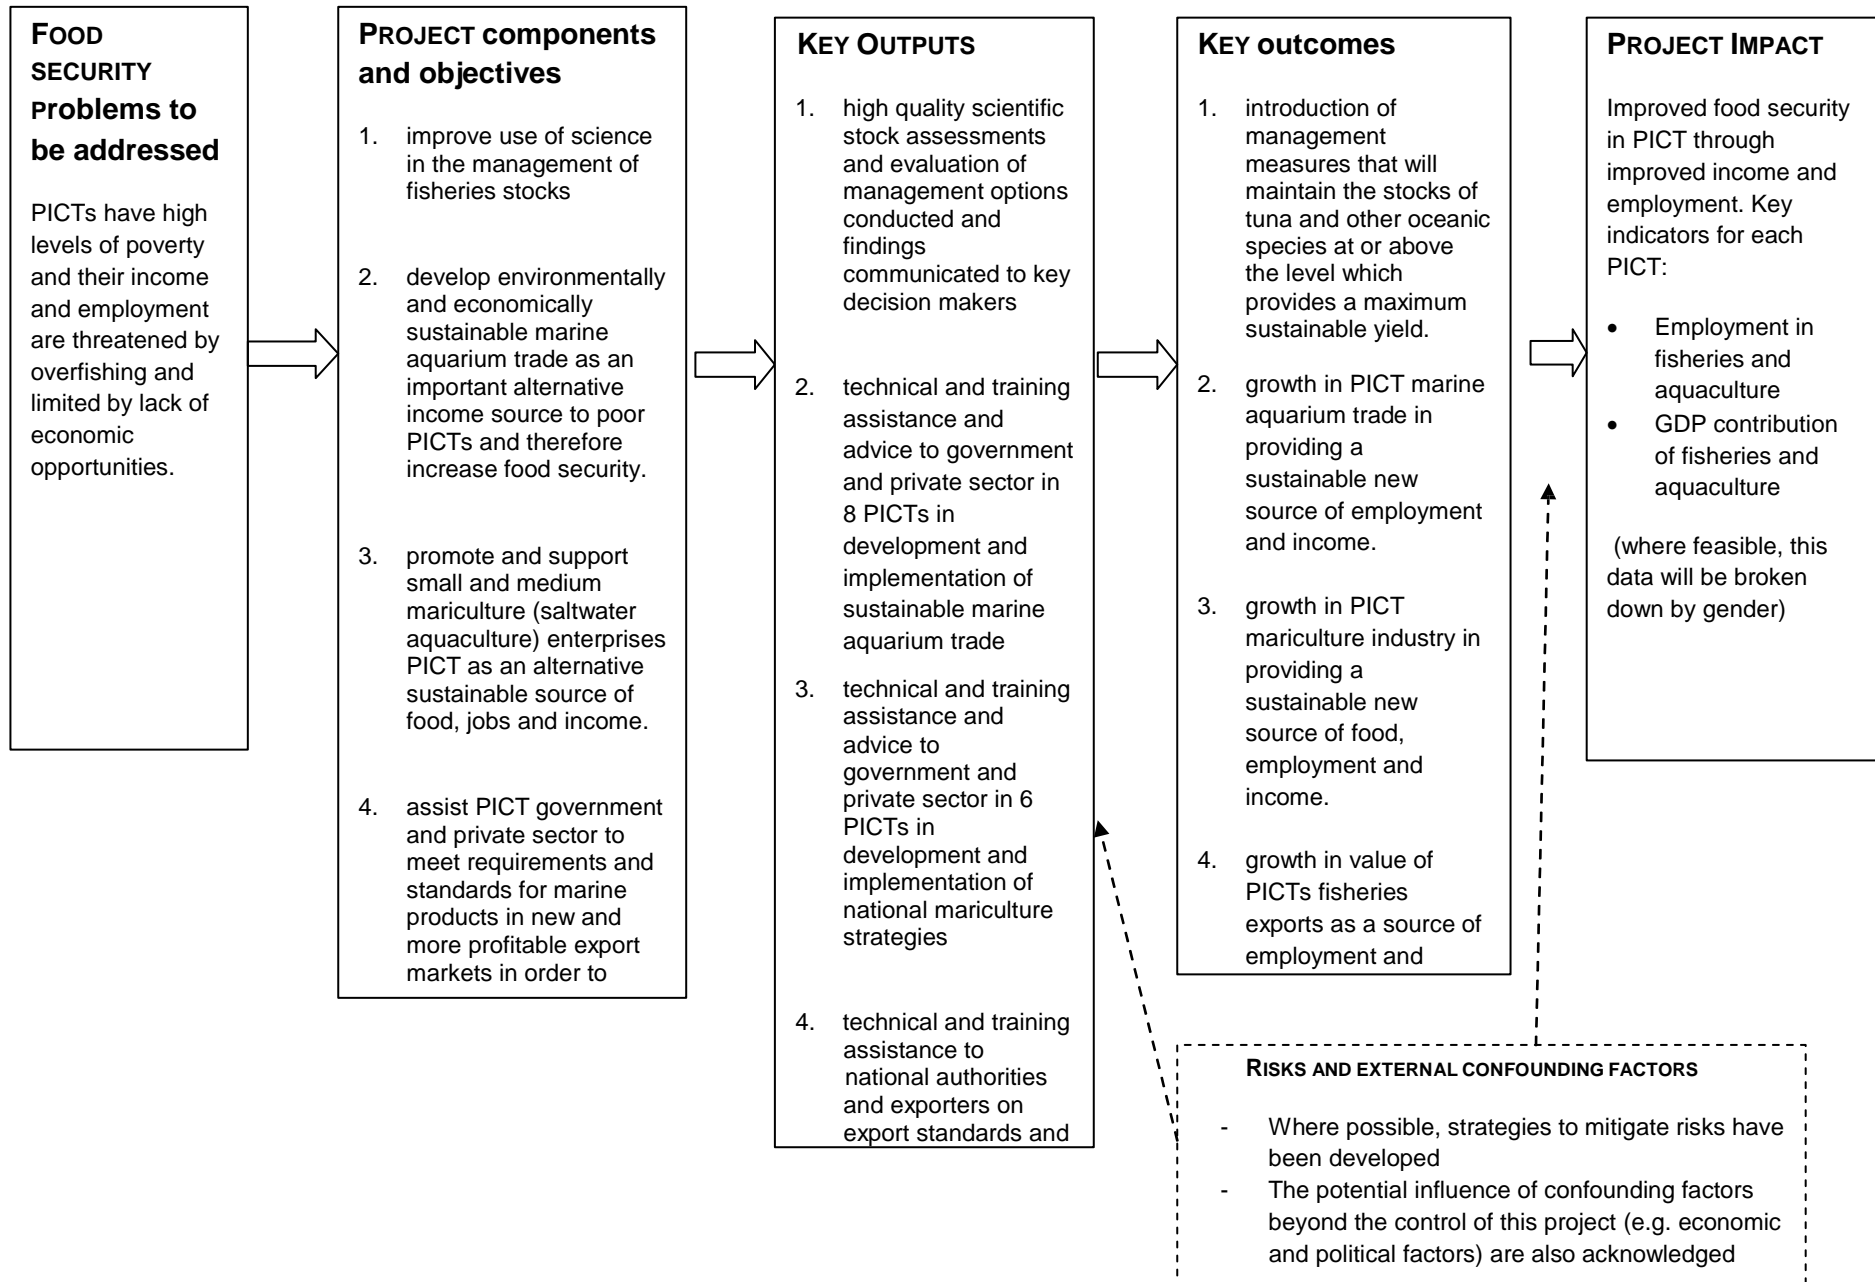 FOOD
SECURITY
Problems to
be addressed
PICTs have high
levels of poverty
and their income
and employment
are threatened by
overfishing and
limited by lack of
economic
opportunities.
PROJECT components
and objectives
1. improve use of science
in the management of
fisheries stocks
2. develop environmentally
and economically
sustainable marine
aquarium trade as an
important alternative
income source to poor
PICTs and therefore
increase food security.
3. promote and support
small and medium
mariculture (saltwater
aquaculture) enterprises
PICT as an alternative
sustainable source of
food, jobs and income.
4. assist PICT government
and private sector to
meet requirements and
standards for marine
products in new and
more profitable export
markets in order to
KEY OUTPUTS
1. high quality scientific
stock assessments
and evaluation of
management options
conducted and
findings
communicated to key
decision makers
2. technical and training
assistance and
advice to government
and private sector in
8 PICTs in
development and
implementation of
sustainable marine
aquarium trade
3. technical and training
assistance and
advice to
government and
private sector in 6
PICTs in
development and
implementation of
national mariculture
strategies
4. technical and training
assistance to
national authorities
and exporters on
export standards and
KEY outcomes
1. introduction of
management
measures that will
maintain the stocks of
tuna and other oceanic
species at or above
the level which
provides a maximum
sustainable yield.
2. growth in PICT marine
aquarium trade in
providing a
sustainable new
source of employment
and income.
3. growth in PICT
mariculture industry in
providing a
sustainable new
source of food,
employment and
income.
4. growth in value of
PICTs fisheries
exports as a source of
employment and
PROJECT IMPACT
Improved food security
in PICT through
improved income and
employment. Key
indicators for each
PICT:
• Employment in
fisheries and
aquaculture
• GDP contribution
of fisheries and
aquaculture
(where feasible, this
data will be broken
down by gender)
RISKS AND EXTERNAL CONFOUNDING FACTORS
- Where possible, strategies to mitigate risks have
been developed
- The potential influence of confounding factors
beyond the control of this project (e.g. economic
and political factors) are also acknowledged